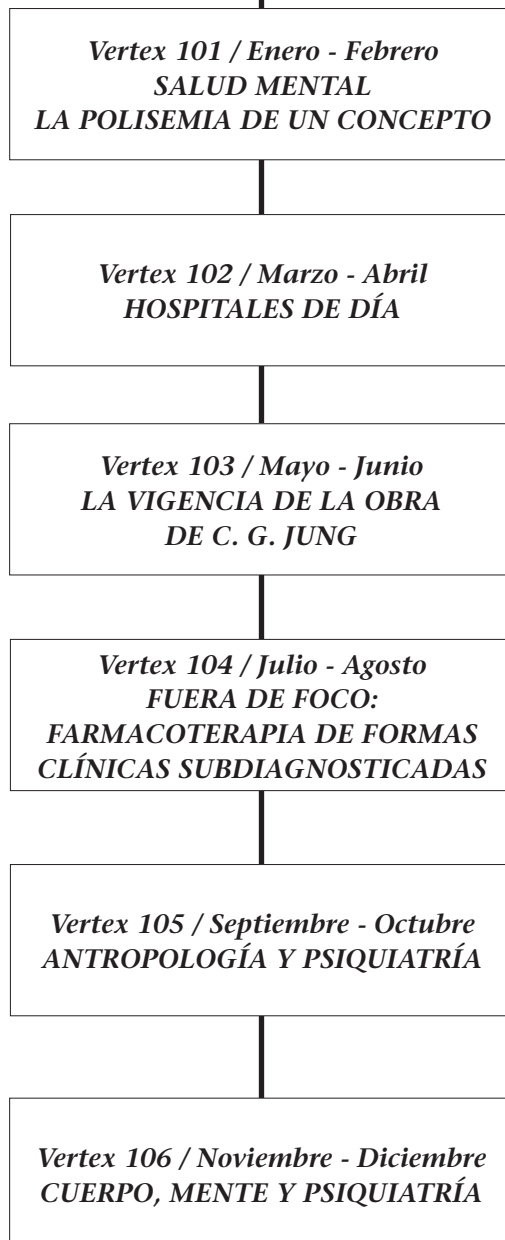 Vertex 101 / Enero - Febrero
SALUD MENTAL
LA POLISEMIA DE UN CONCEPTO
Vertex 102 / Marzo - Abril
HOSPITALES DE DÍA
Vertex 103 / Mayo - Junio
LA VIGENCIA DE LA OBRA
DE C. G. JUNG
Vertex 104 / Julio - Agosto
FUERA DE FOCO:
FARMACOTERAPIA DE FORMAS
CLÍNICAS SUBDIAGNOSTICADAS
Vertex 105 / Septiembre - Octubre
ANTROPOLOGÍA Y PSIQUIATRÍA
Vertex 106 / Noviembre - Diciembre
CUERPO, MENTE Y PSIQUIATRÍA